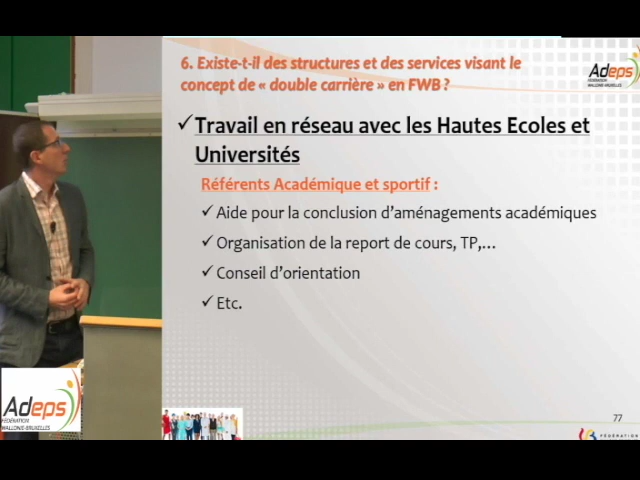 6. Existe-t-il des structures et des services visant le
concept de « double carrière » en FWB ?
Adeps
FÉDÉRATION
WALLONIE-BRUXELLES
✓Travail en réseau avec les Hautes Ecoles et
Universités
Référents Académique et sportif :
✓ Aide pour la conclusion d'aménagements académiques
✓ Organisation de la report de cours, TP,...
✓ Conseil d'orientation
✓ Etc.
Adeps
FÉDÉRATION
WALLONIE-BRUXELLES
77
FÉDÉRATION